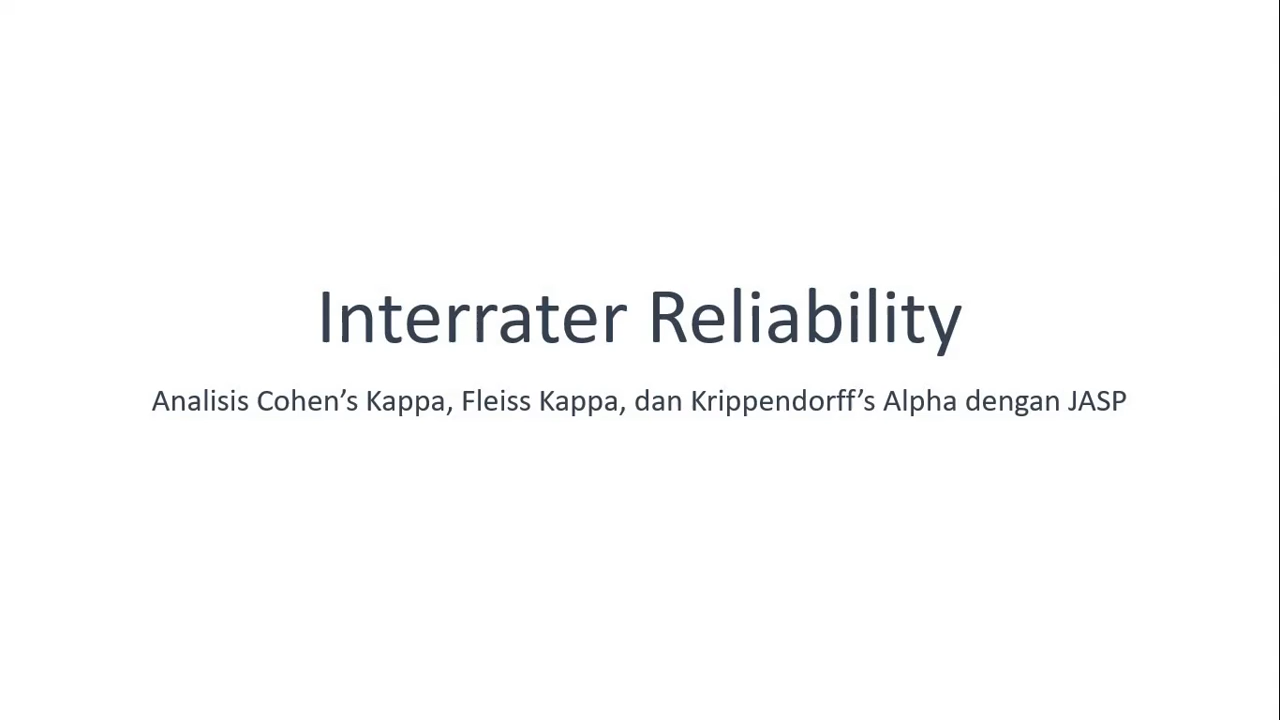 Interrater Reliability
Analisis Cohen’s Kappa, Fleiss Kappa, dan Krippendorff’s Alpha dengan JASP